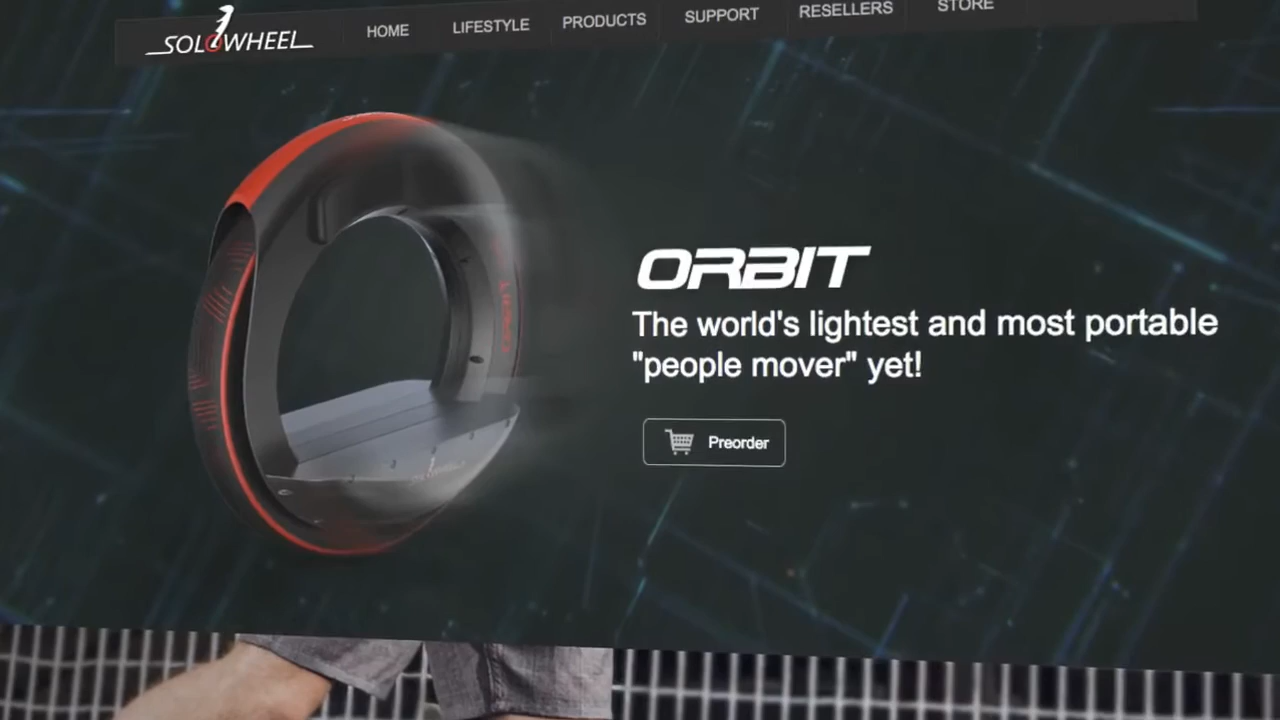 SOLOWHEEL
HOME LIFESTYLE PRODUCTS SUPPORT RESELLERS STORE
ORBIT
The world's lightest and most portable
"people mover" yet!
Preorder